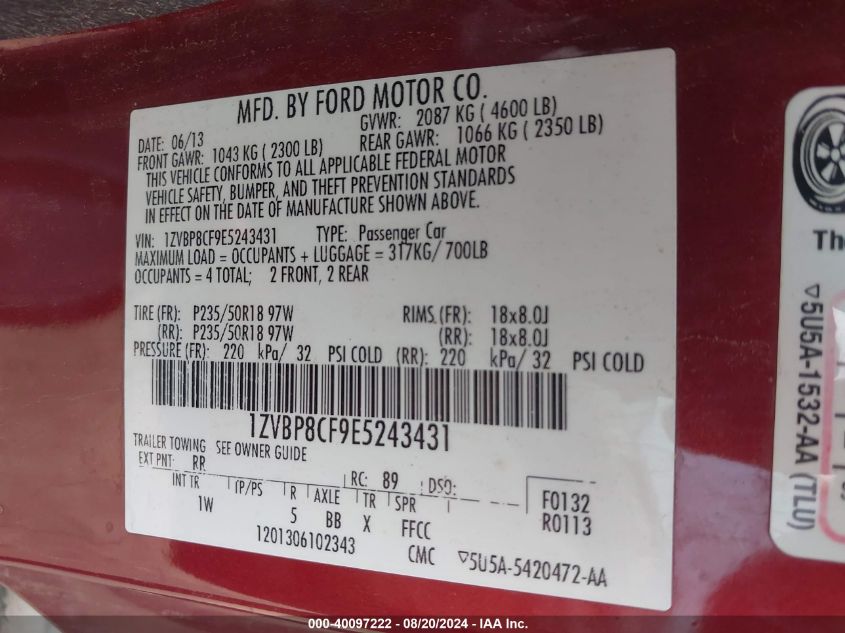 MFD. BY FORD MOTOR CO.
DATE: 06/13 GVWR: 2087 KG ( 4600 LB)
FRONT GAWR: 1043 KG ( 2300 LB) REAR GAWR: 1066 KG ( 2350 LB)
THIS VEHICLE CONFORMS TO ALL APPLICABLE FEDERAL MOTOR
VEHICLE SAFETY, BUMPER, AND THEFT PREVENTION STANDARDS
IN EFFECT ON THE DATE OF MANUFACTURE SHOWN ABOVE.
VIN: 1ZVBP8CF9E5243431 TYPE: Passenger Car
MAXIMUM LOAD = OCCUPANTS + LUGGAGE = 317KG/ 700LB
OCCUPANTS = 4 TOTAL; 2 FRONT, 2 REAR
TIRE (FR): P235/50R18 97W RIMS (FR): 18x8.0J
(RR): P235/50R18 97W (RR): 18x8.0J
PRESSURE (FR): 220 kPa/ 32 PSI COLD (RR): 220 kPa/ 32 PSI COLD
1ZVBP8CF9E5243431
TRAILER TOWING SEE OWNER GUIDE
EXT PNT: RR RC: 89 DSO:
INT TR TP/PS R AXLE TR SPR F0132
1W 5 BB X FFCC R0113
1201306102343 CMC ▽5U5A-5420472-AA
Th
▽5U5A-1532-AA (TLU)
000-40097222 - 08/20/2024 - IAA Inc.